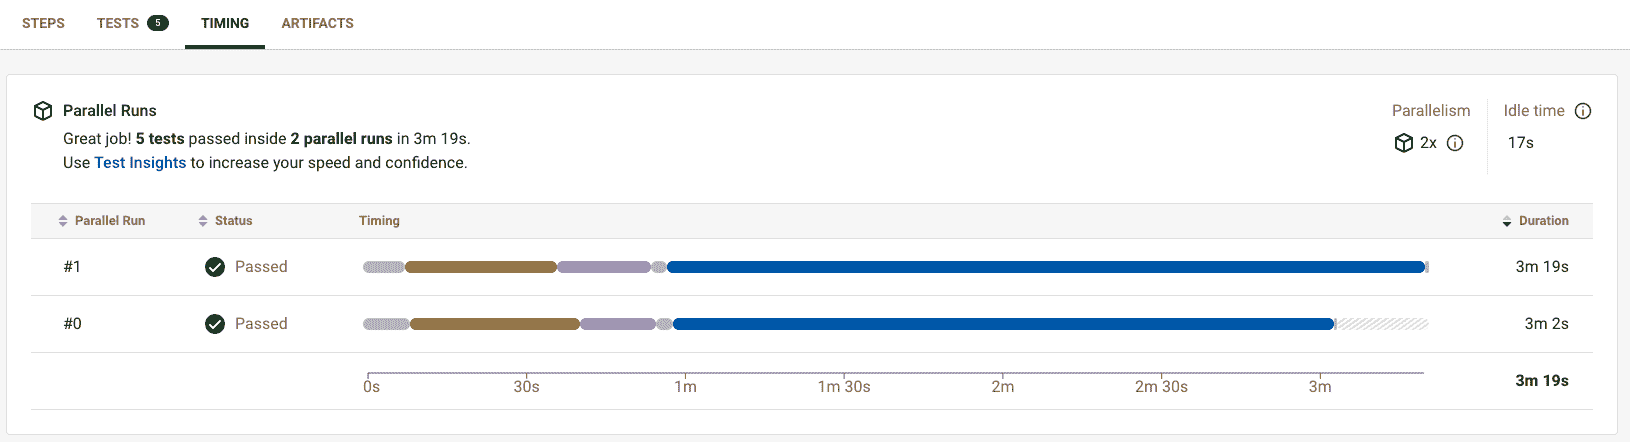 STEPS TESTS 5 TIMING ARTIFACTS
Parallel Runs
Great job! 5 tests passed inside 2 parallel runs in 3m 19s.
Use Test Insights to increase your speed and confidence.
Parallelism Idle time
2x 17s
Parallel Run Status Timing Duration
#1 Passed 3m 19s
#0 Passed 3m 2s
0s 30s 1m 1m 30s 2m 2m 30s 3m 3m 19s